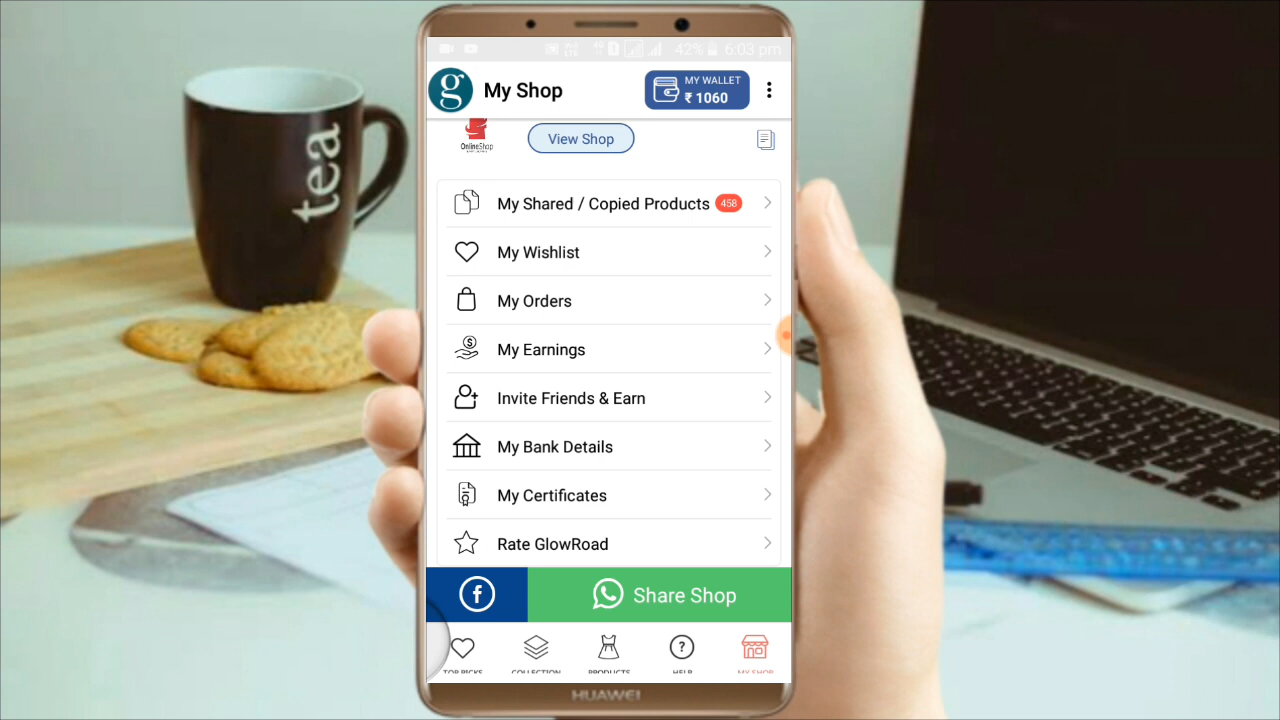 tea
42% 6:03 pm
g
My Shop
MY WALLET
₹ 1060
OnlineShop
View Shop
My Shared / Copied Products 458
My Wishlist
My Orders
My Earnings
Invite Friends & Earn
My Bank Details
My Certificates
Rate GlowRoad
f
Share Shop
TOP PICKS COLLECTION PRODUCTS HELP MY SHOP
HUAWEI